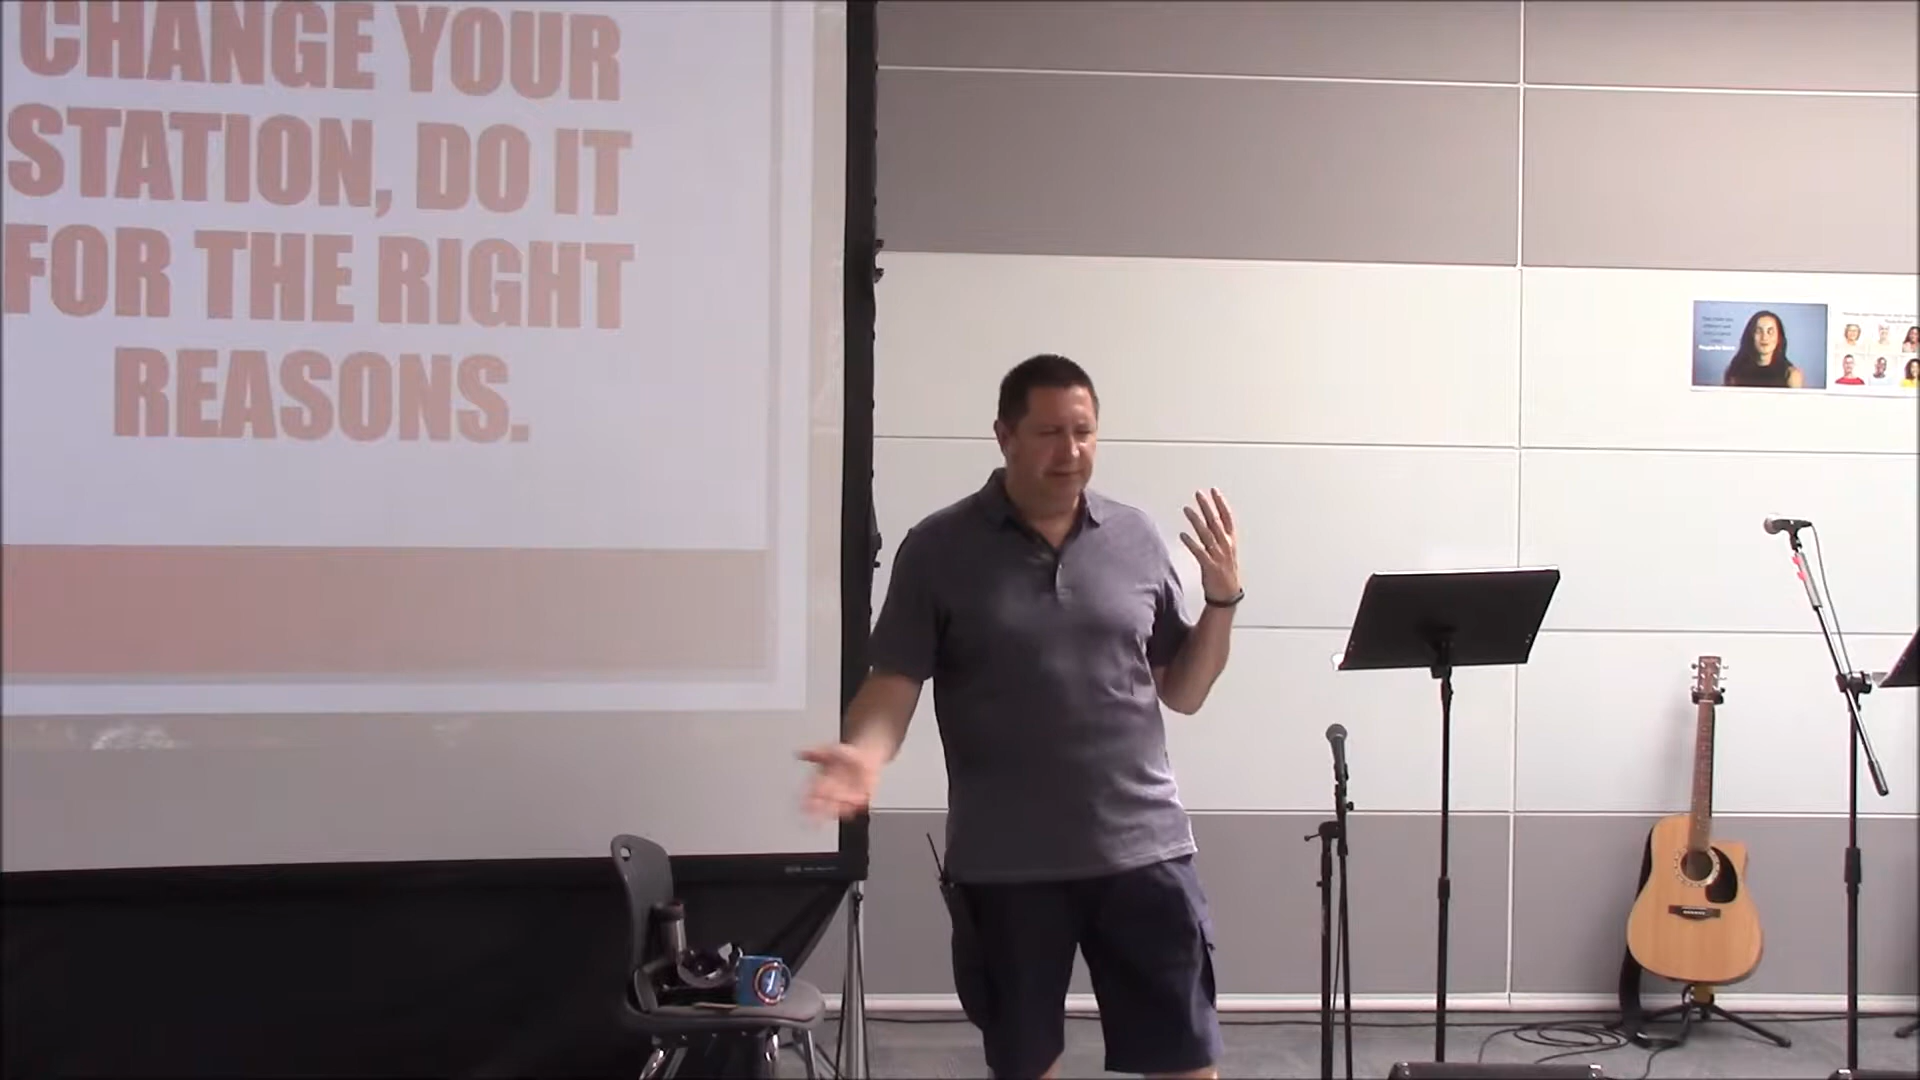 CHANGE YOUR
STATION, DO IT
FOR THE RIGHT
REASONS.